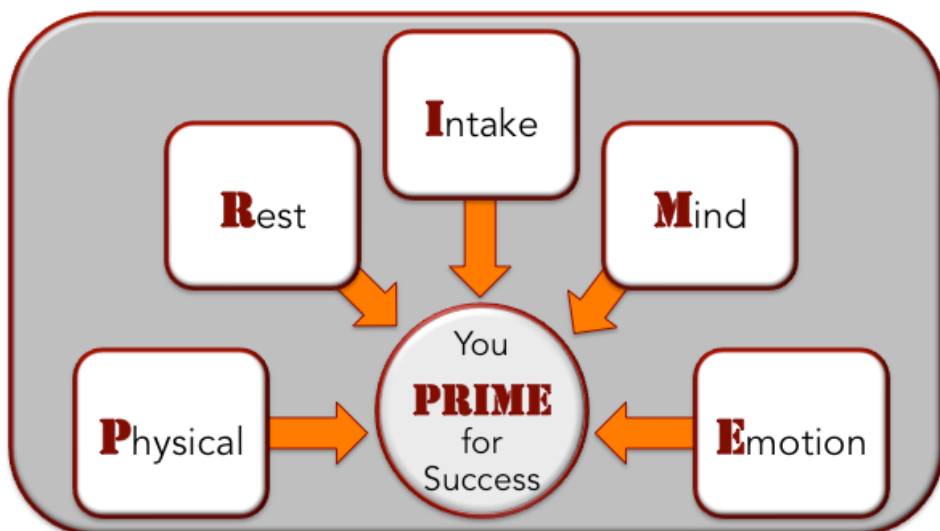 Intake
Rest
Mind
You
PRIME
for
Success
Physical
Emotion